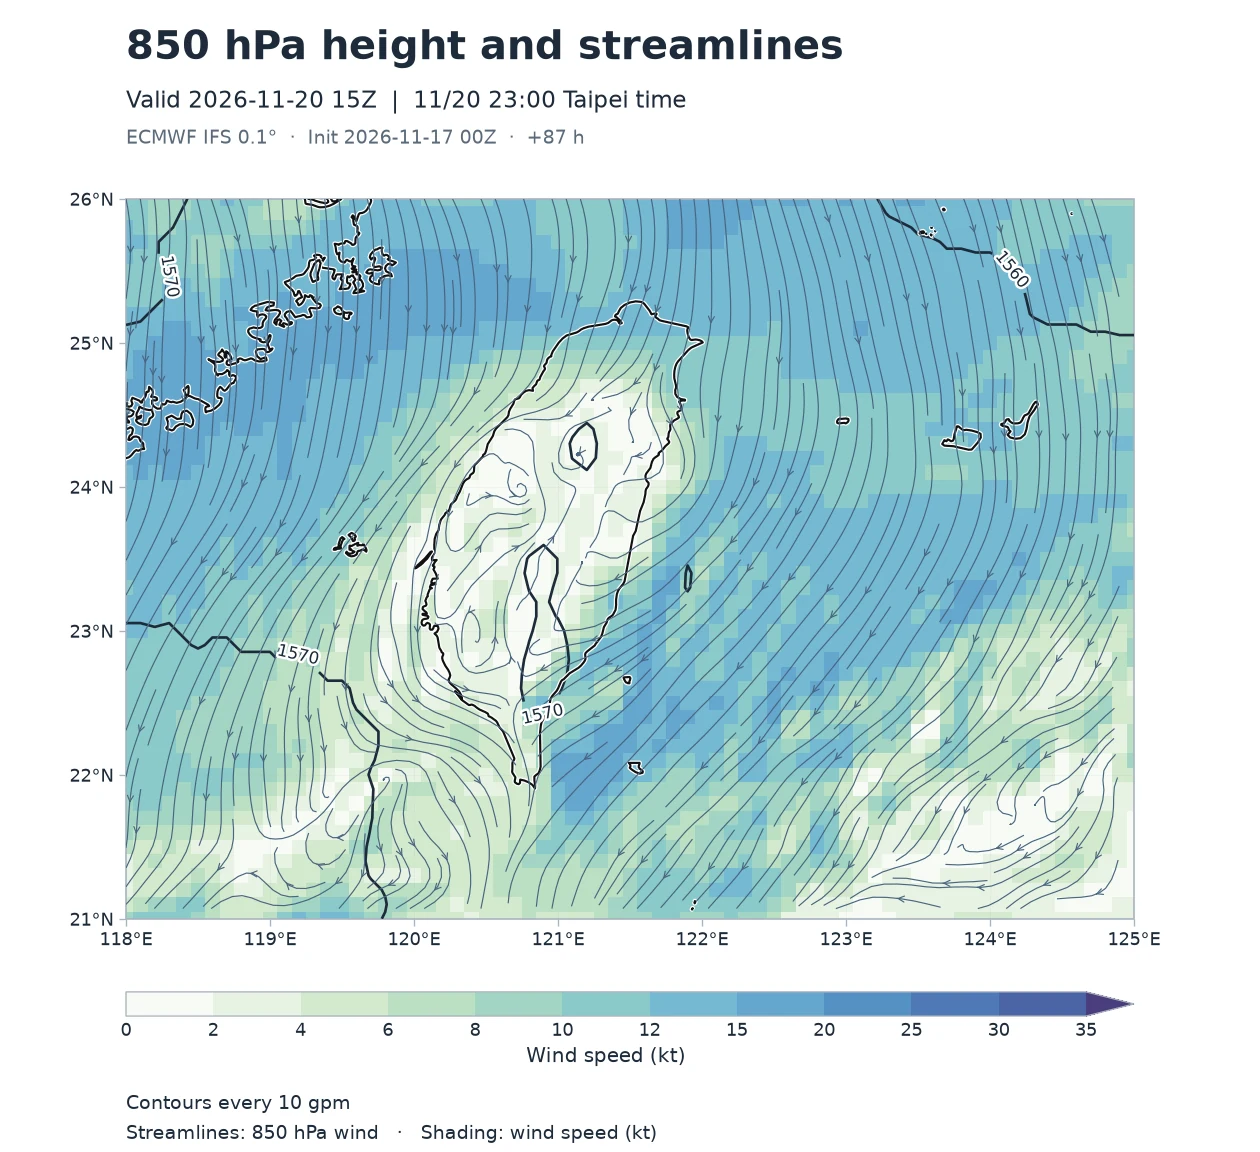 850 hPa height and streamlines
Valid 2026-11-20 15Z | 11/20 23:00 Taipei time
ECMWF IFS 0.1° · Init 2026-11-17 00Z · +87 h
26°N
25°N
24°N
23°N
22°N
21°N
1570
1560
1570
1570
118°E 119°E 120°E 121°E 122°E 123°E 124°E 125°E
0 2 4 6 8 10 12 15 20 25 30 35
Wind speed (kt)
Contours every 10 gpm
Streamlines: 850 hPa wind · Shading: wind speed (kt)